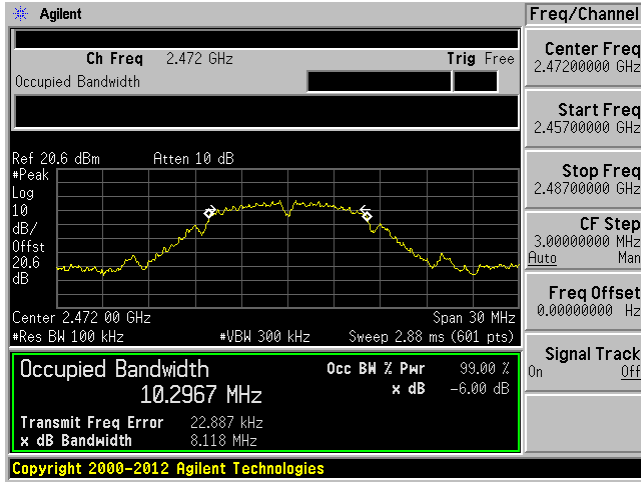 Agilent
Freq/Channel
Ch Freq 2.472 GHz Trig Free
Occupied Bandwidth
Center Freq
2.47200000 GHz
Start Freq
2.45700000 GHz
Stop Freq
2.48700000 GHz
CF Step
3.00000000 MHz
Auto Man
Freq Offset
0.00000000 Hz
Signal Track
On Off
Ref 20.6 dBm Atten 10 dB
#Peak
Log
10
dB/
Offst
20.6
dB
Center 2.472 00 GHz Span 30 MHz
#Res BW 100 kHz #VBW 300 kHz Sweep 2.88 ms (601 pts)
Occupied Bandwidth
10.2967 MHz
Occ BW % Pwr 99.00 %
x dB -6.00 dB
Transmit Freq Error 22.887 kHz
x dB Bandwidth 8.118 MHz
Copyright 2000-2012 Agilent Technologies